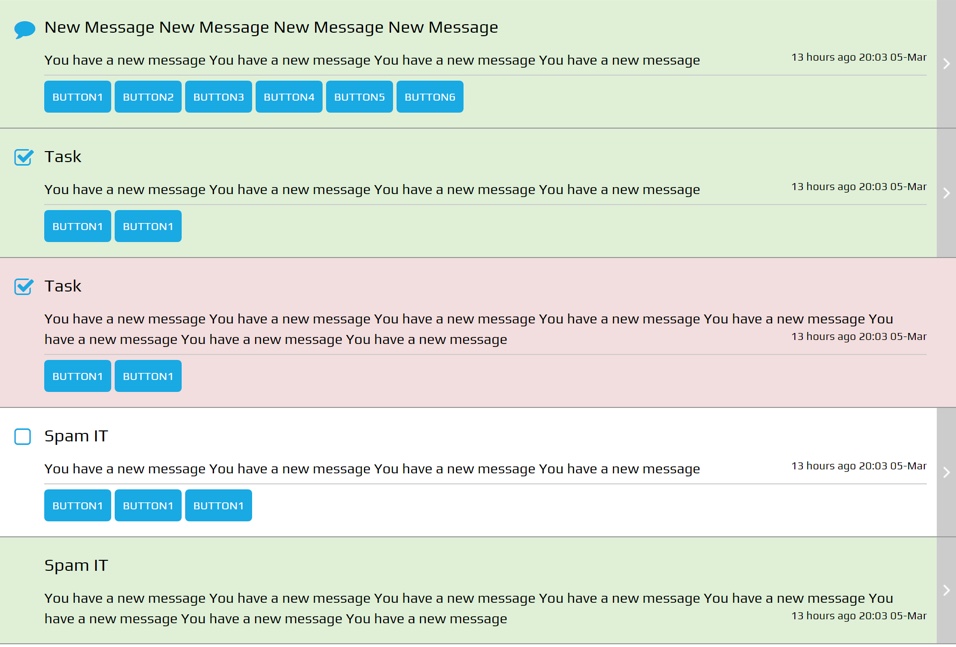 New Message New Message New Message New Message
You have a new message You have a new message You have a new message You have a new message
13 hours ago 20:03 05-Mar
BUTTON1 BUTTON2 BUTTON3 BUTTON4 BUTTON5 BUTTON6
Task
You have a new message You have a new message You have a new message You have a new message
13 hours ago 20:03 05-Mar
BUTTON1 BUTTON1
Task
You have a new message You have a new message You have a new message You have a new message You have a new message You
have a new message You have a new message You have a new message
13 hours ago 20:03 05-Mar
BUTTON1 BUTTON1
Spam IT
You have a new message You have a new message You have a new message You have a new message
13 hours ago 20:03 05-Mar
BUTTON1 BUTTON1 BUTTON1
Spam IT
You have a new message You have a new message You have a new message You have a new message You have a new message You
have a new message You have a new message You have a new message
13 hours ago 20:03 05-Mar